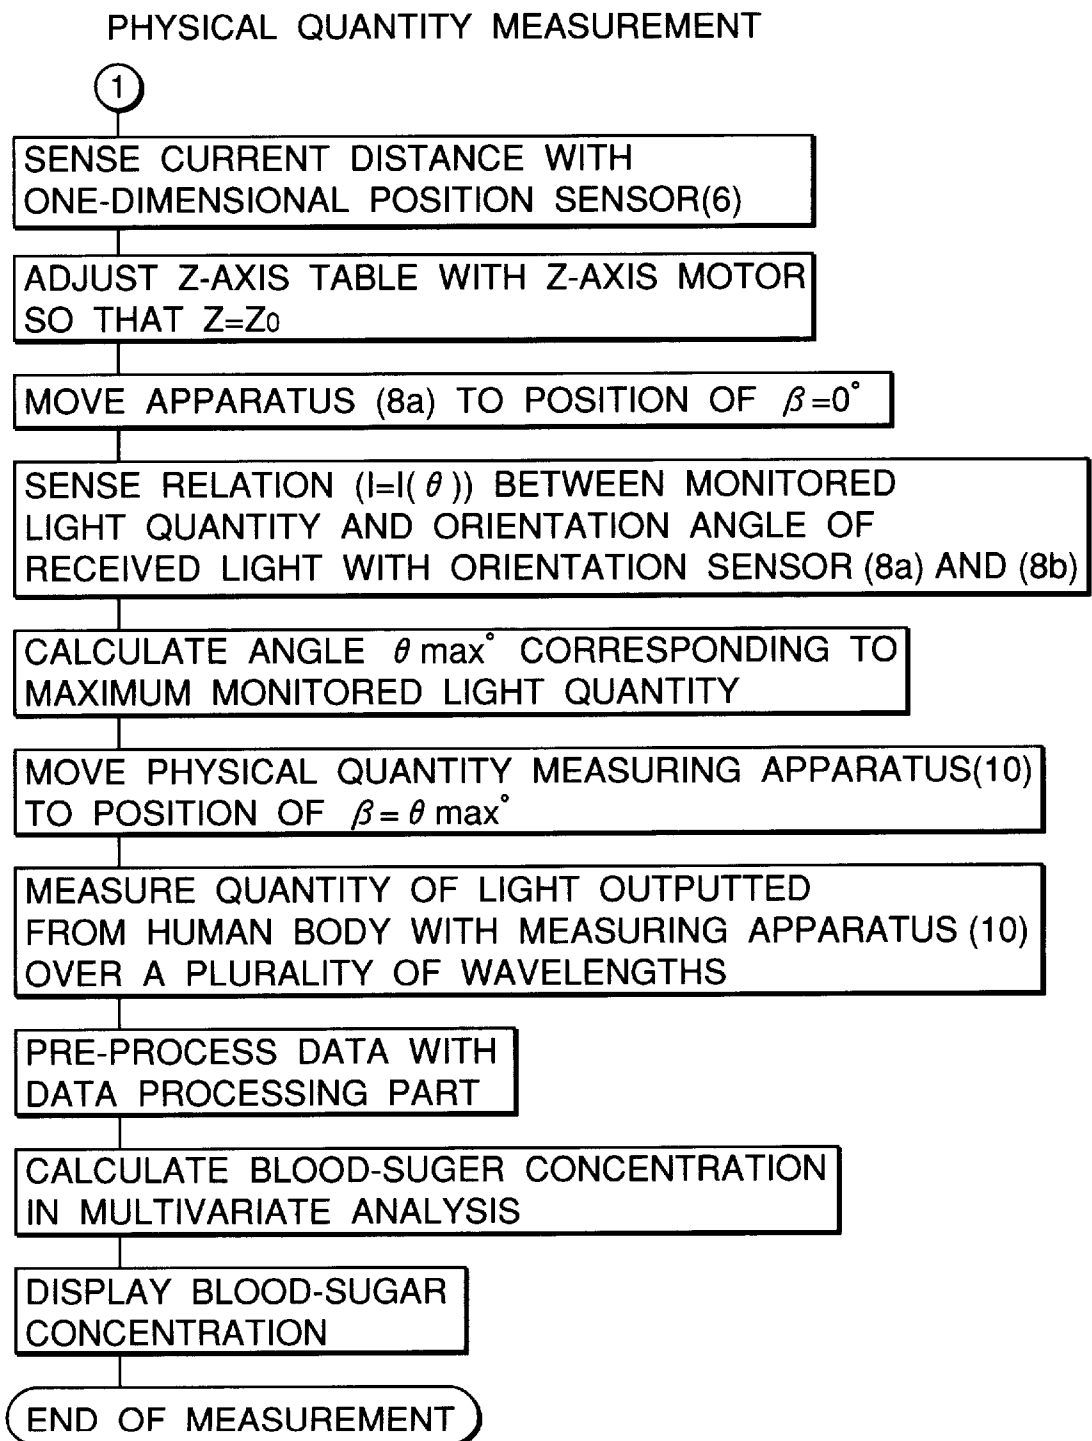 PHYSICAL QUANTITY MEASUREMENT
1
SENSE CURRENT DISTANCE WITH
ONE-DIMENSIONAL POSITION SENSOR(6)
ADJUST Z-AXIS TABLE WITH Z-AXIS MOTOR
SO THAT Z=Z0
MOVE APPARATUS (8a) TO POSITION OF β=0°
SENSE RELATION (I=I(θ)) BETWEEN MONITORED
LIGHT QUANTITY AND ORIENTATION ANGLE OF
RECEIVED LIGHT WITH ORIENTATION SENSOR (8a) AND (8b)
CALCULATE ANGLE θ max° CORRESPONDING TO
MAXIMUM MONITORED LIGHT QUANTITY
MOVE PHYSICAL QUANTITY MEASURING APPARATUS(10)
TO POSITION OF β=θ max°
MEASURE QUANTITY OF LIGHT OUTPUTTED
FROM HUMAN BODY WITH MEASURING APPARATUS (10)
OVER A PLURALITY OF WAVELENGTHS
PRE-PROCESS DATA WITH
DATA PROCESSING PART
CALCULATE BLOOD-SUGER CONCENTRATION
IN MULTIVARIATE ANALYSIS
DISPLAY BLOOD-SUGAR
CONCENTRATION
END OF MEASUREMENT